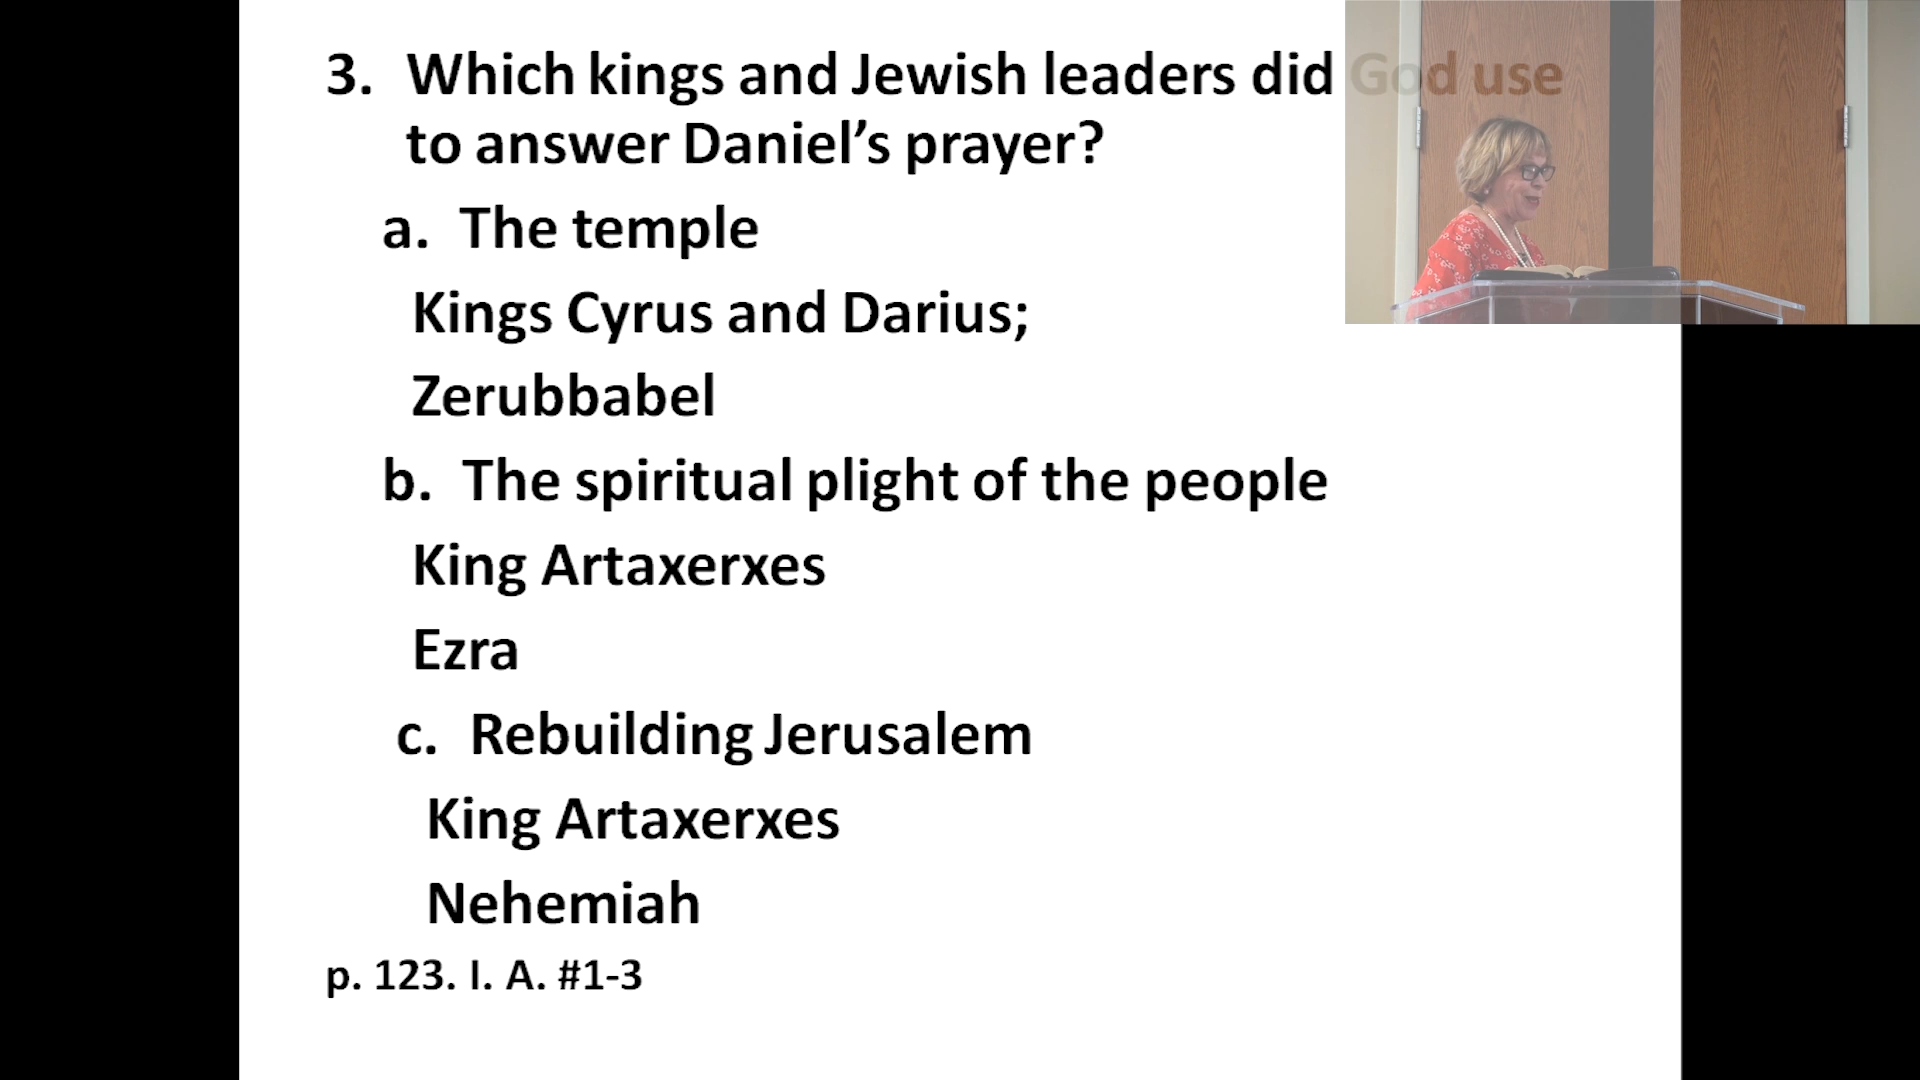 3. Which kings and Jewish leaders did God use
to answer Daniel’s prayer?
a. The temple
Kings Cyrus and Darius;
Zerubbabel
b. The spiritual plight of the people
King Artaxerxes
Ezra
c. Rebuilding Jerusalem
King Artaxerxes
Nehemiah
p. 123. I. A. #1-3